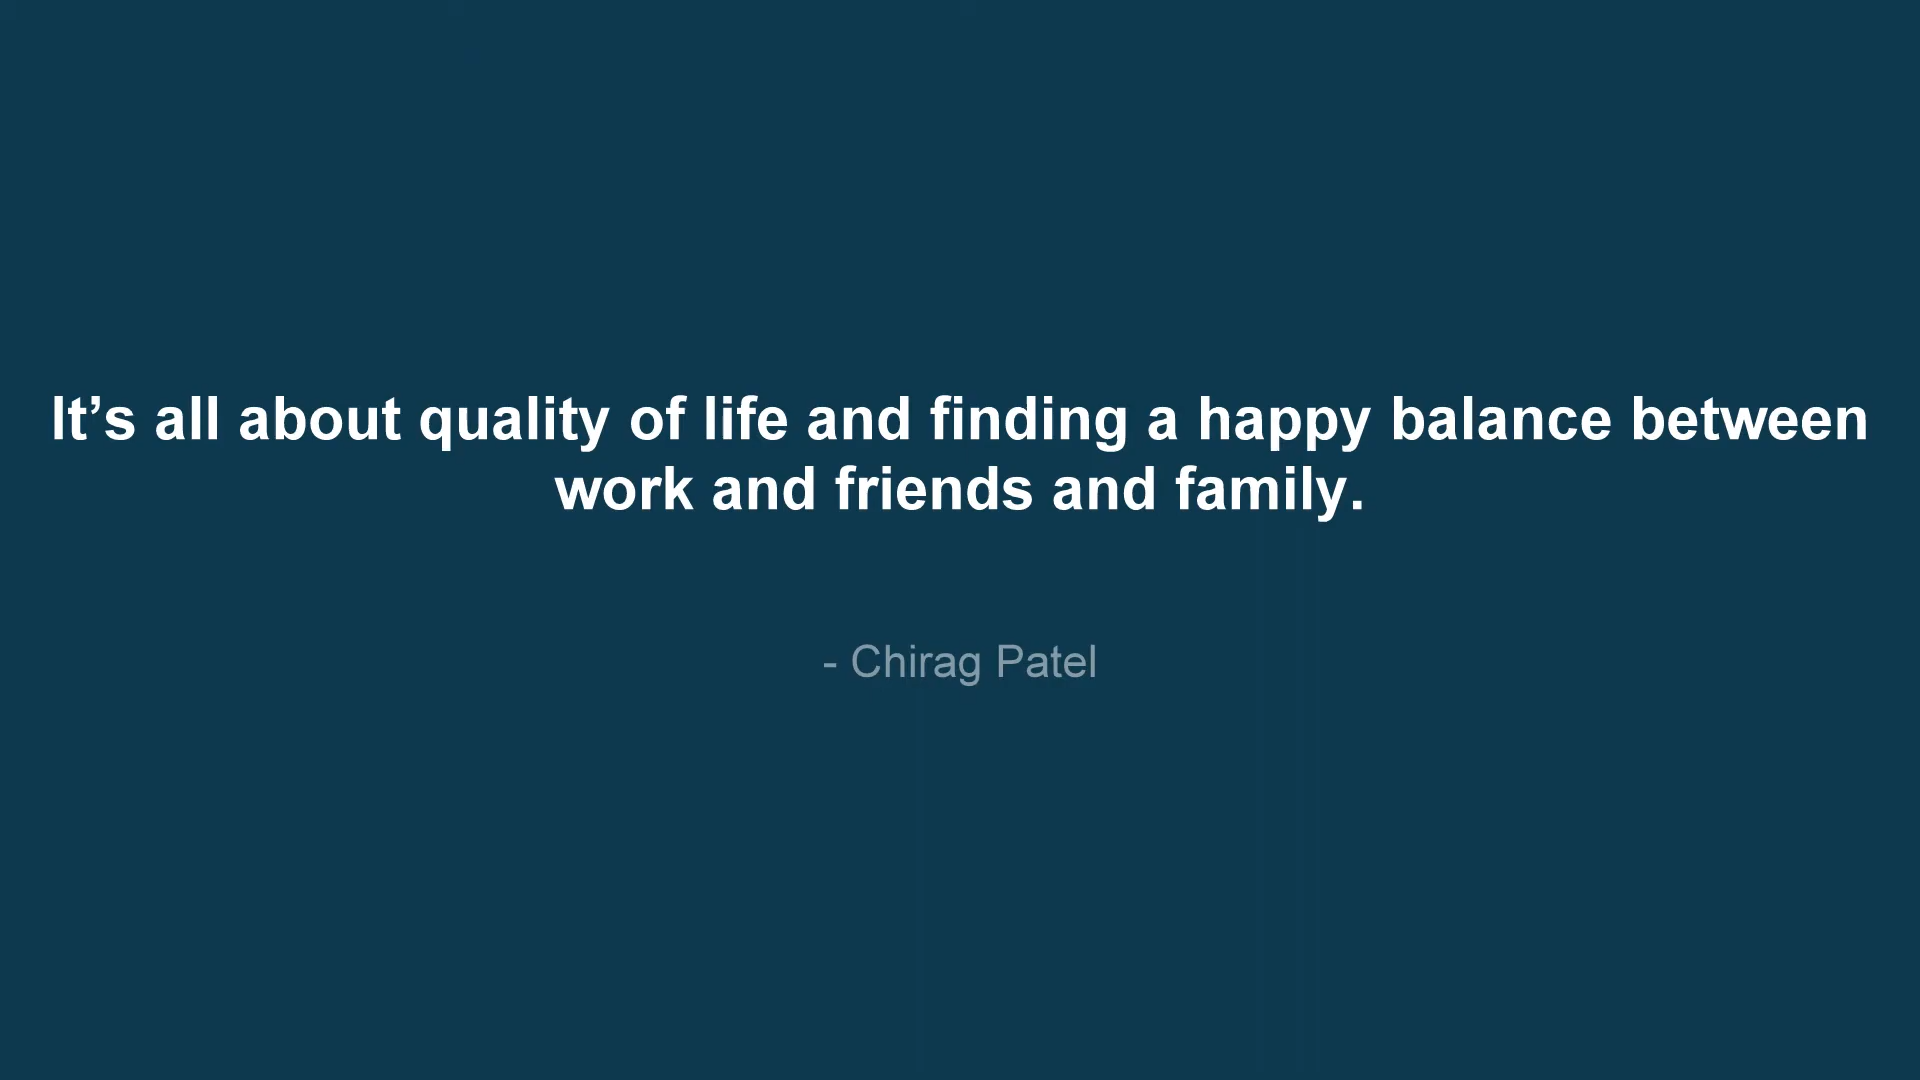 It’s all about quality of life and finding a happy balance between
work and friends and family.
- Chirag Patel